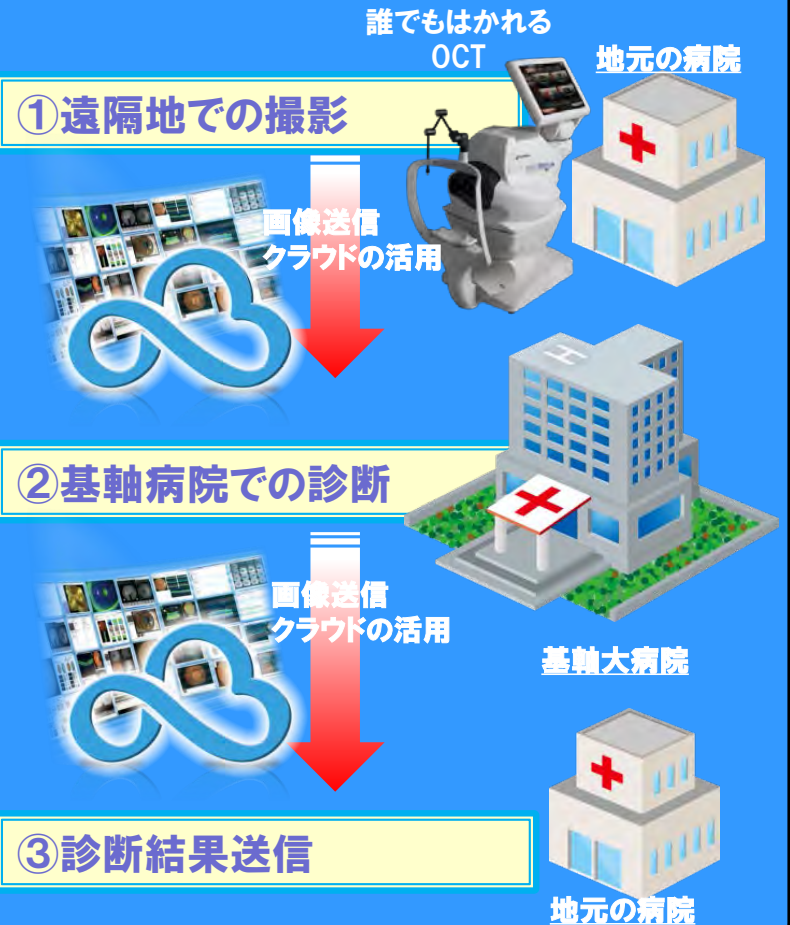 誰でもはかれる
OCT
地元の病院
①遠隔地での撮影
画像送信
クラウドの活用
②基軸病院での診断
画像送信
クラウドの活用
基軸大病院
③診断結果送信
地元の病院